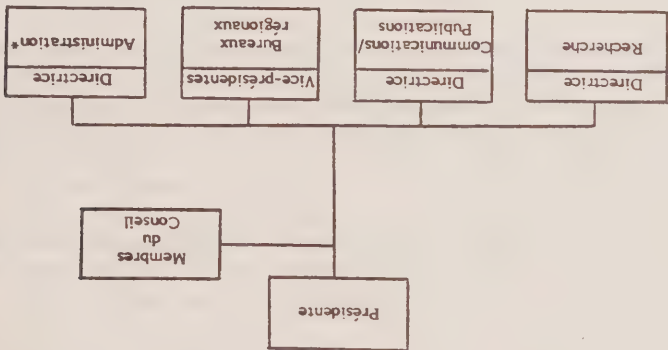 Présidente
Membres
du
Conseil
Directrice
Recherche
Directrice
Communications/
Publications
Vice-présidentes
Bureaux
régionaux
Directrice
Administration*